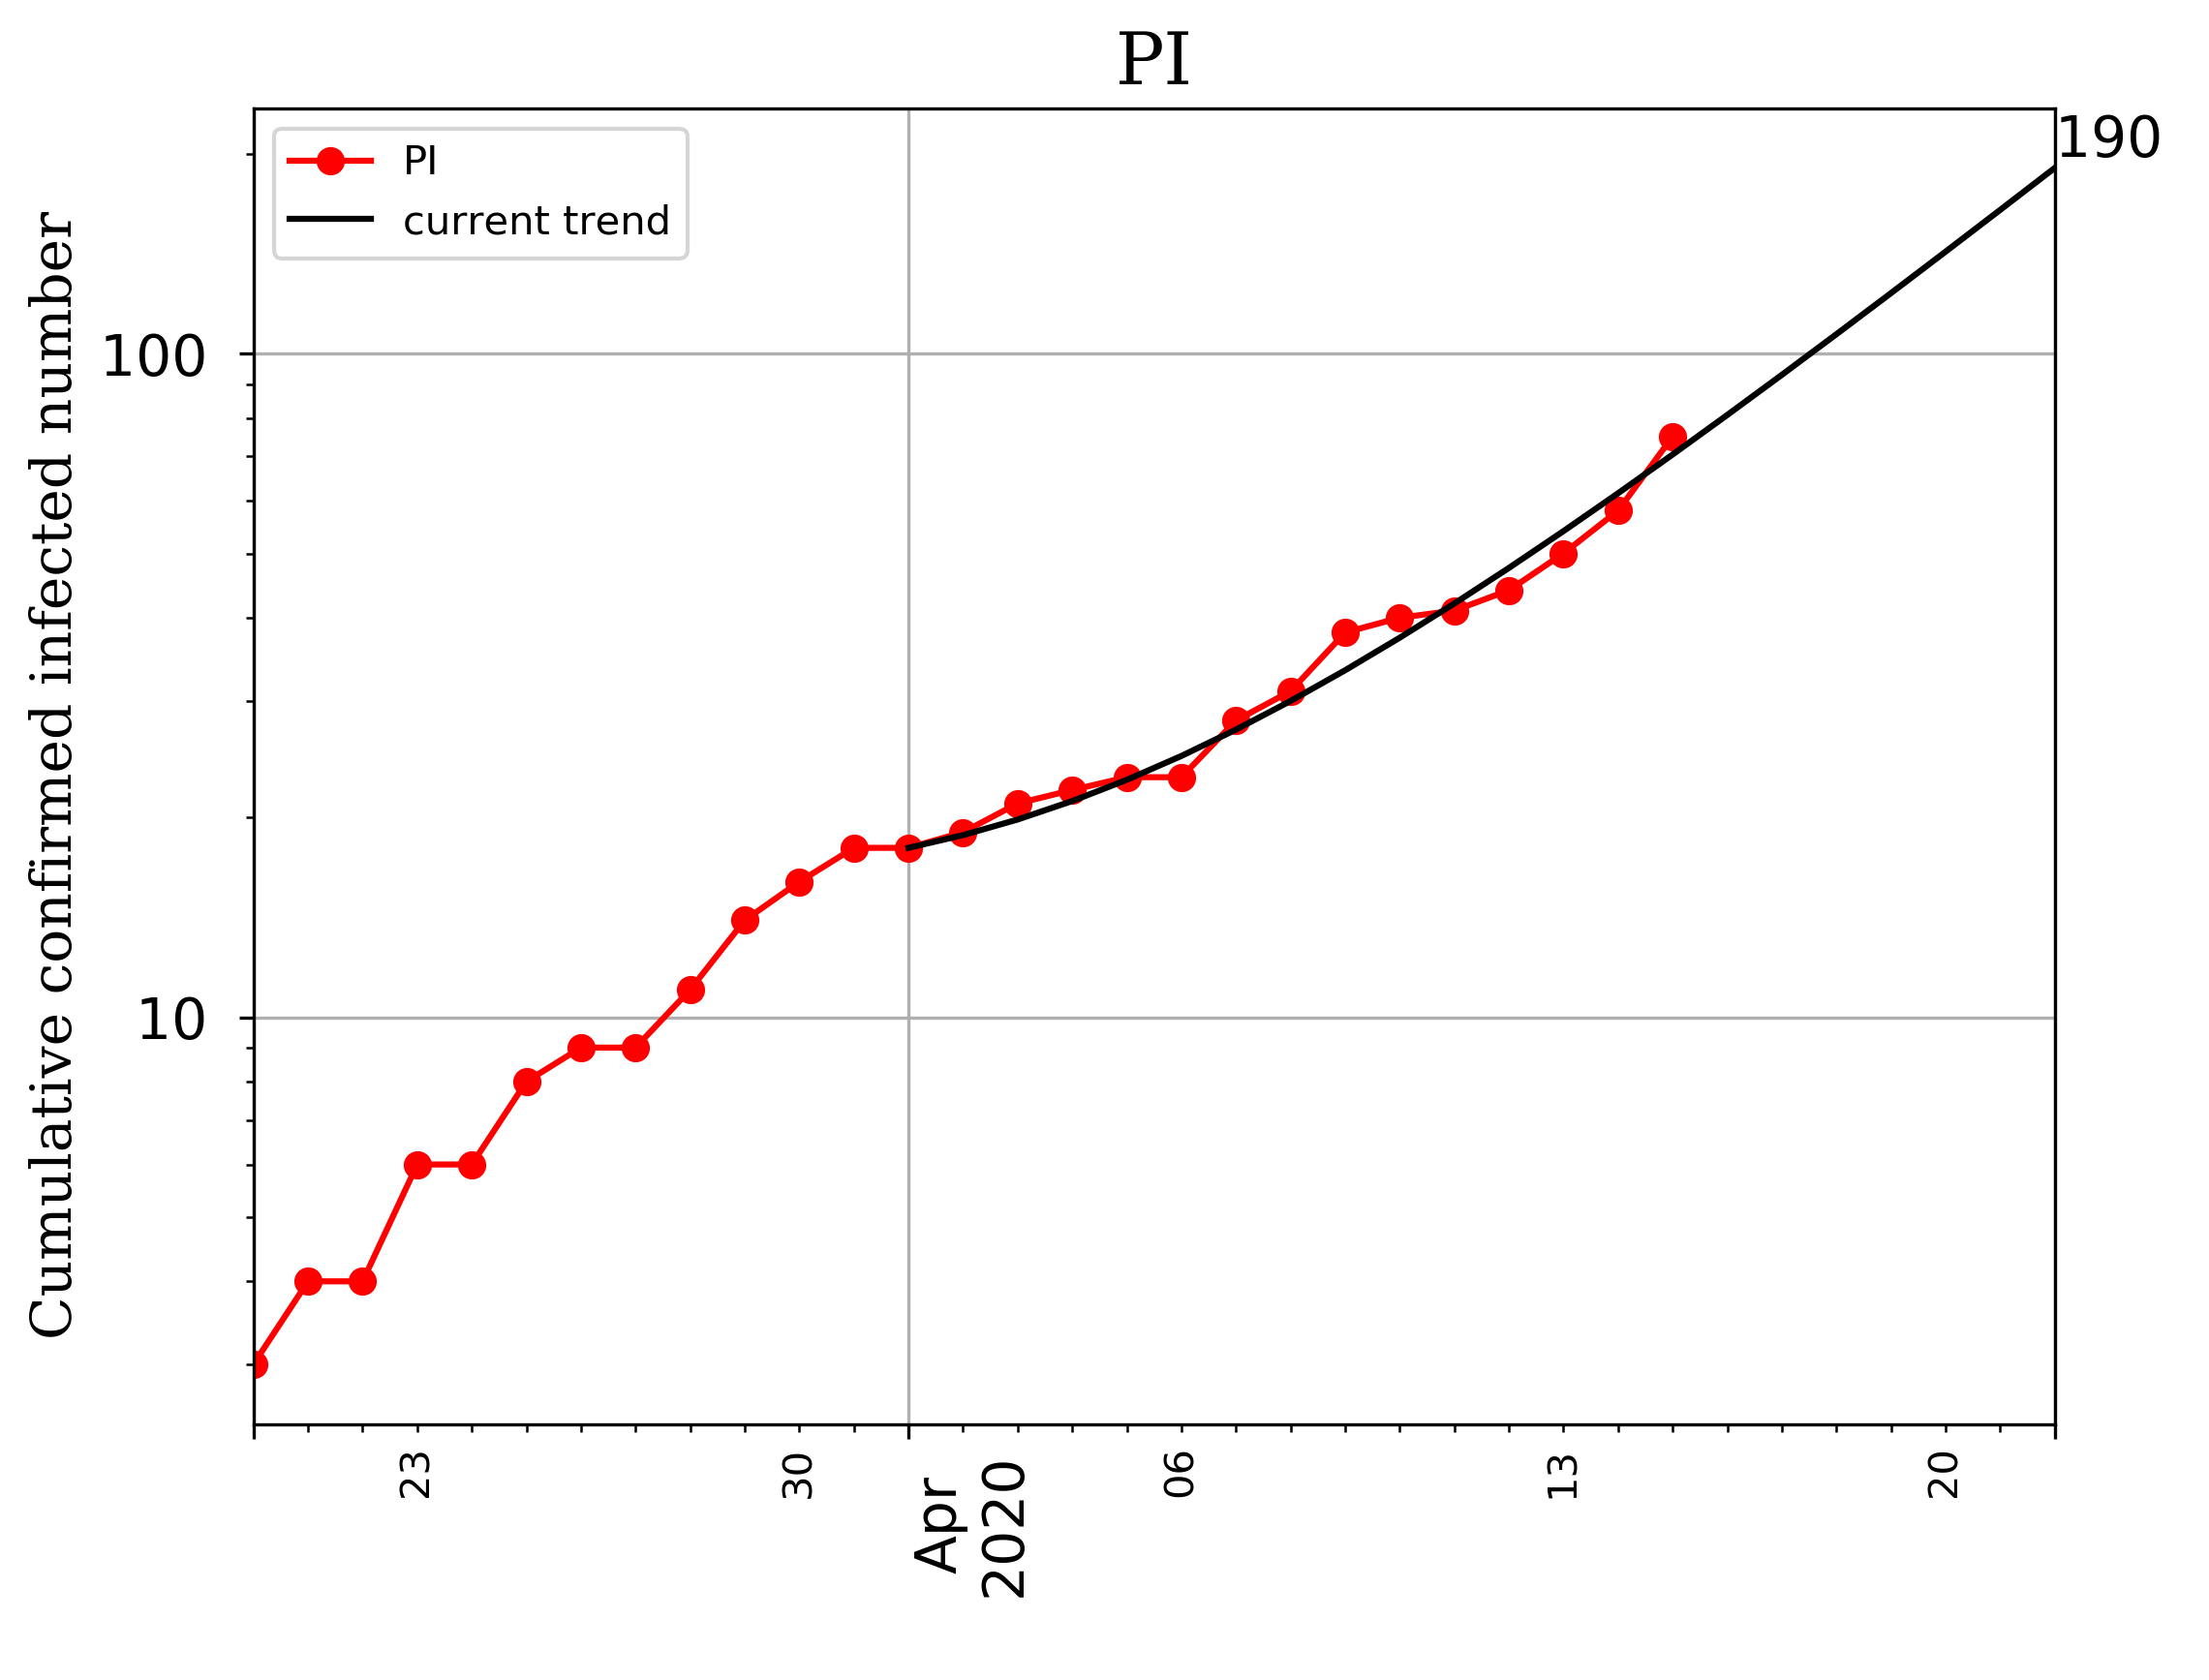 PI
190
PI
current trend
Cumulative confirmed infected number
100
10
23
30
06
13
20
Apr
2020